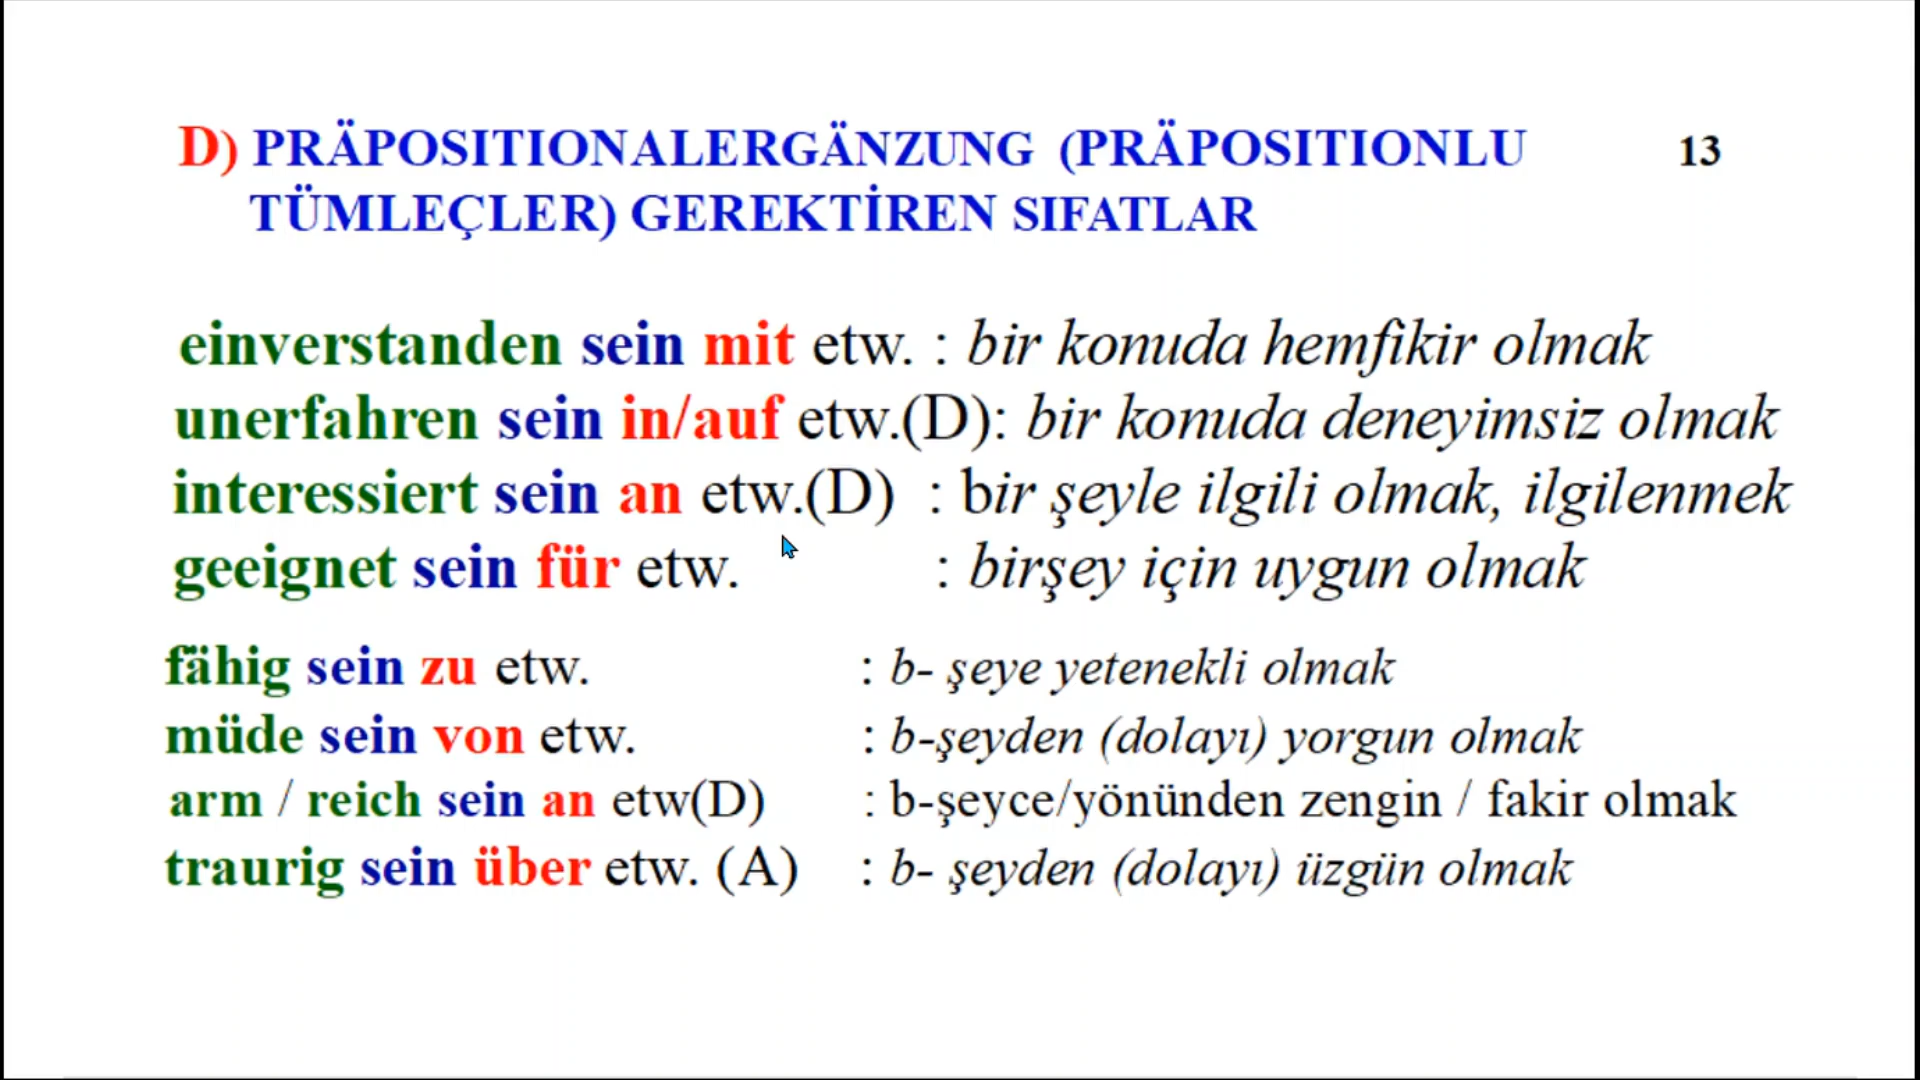 D) PRÄPOSITIONALERGÄNZUNG (PRÄPOSITIONLU 13
TÜMLEÇLER) GEREKTİREN SIFATLAR
einverstanden sein mit etw. : bir konuda hemfikir olmak
unerfahren sein in/auf etw.(D): bir konuda deneyimsiz olmak
interessiert sein an etw.(D) : bir şeyle ilgili olmak, ilgilenmek
geeignet sein für etw. : birşey için uygun olmak
fähig sein zu etw. : b- şeye yetenekli olmak
müde sein von etw. : b-şeyden (dolayı) yorgun olmak
arm / reich sein an etw(D) : b-şeyce/yönünden zengin / fakir olmak
traurig sein über etw. (A) : b- şeyden (dolayı) üzgün olmak